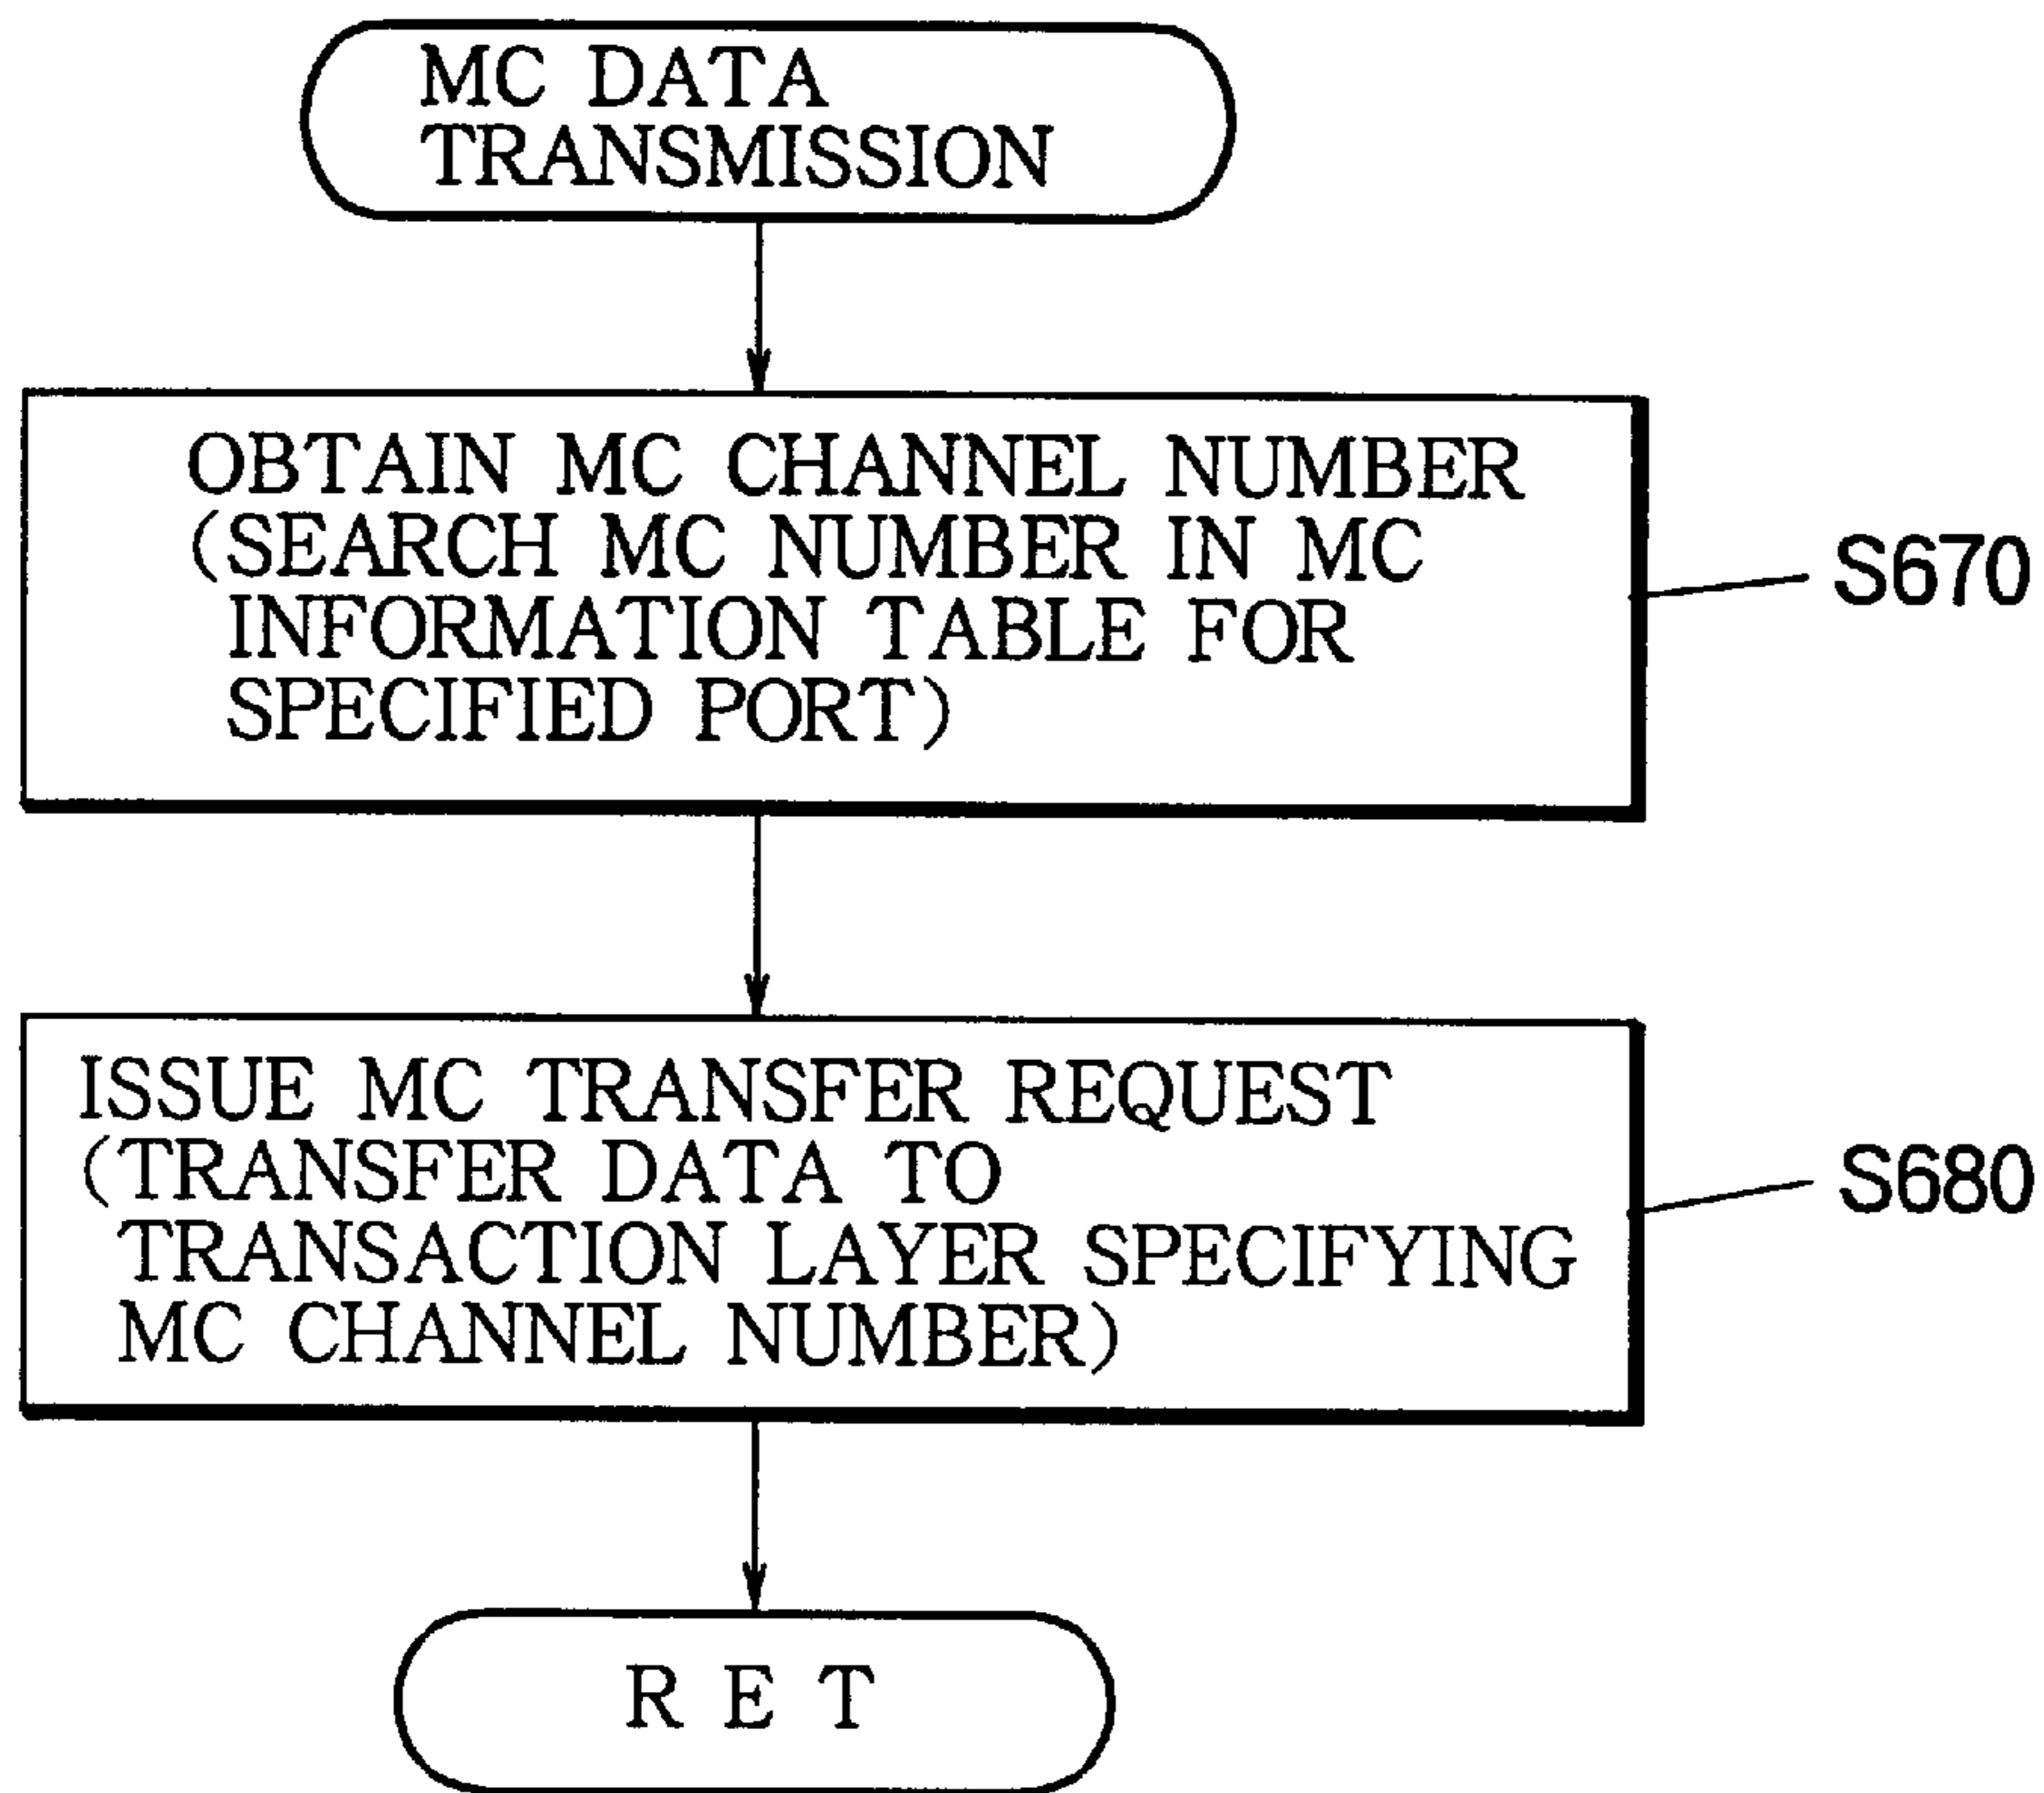 MC DATA
TRANSMISSION
OBTAIN MC CHANNEL NUMBER
(SEARCH MC NUMBER IN MC
INFORMATION TABLE FOR
SPECIFIED PORT)
S670
ISSUE MC TRANSFER REQUEST
(TRANSFER DATA TO
TRANSACTION LAYER SPECIFYING
MC CHANNEL NUMBER)
S680
R E T